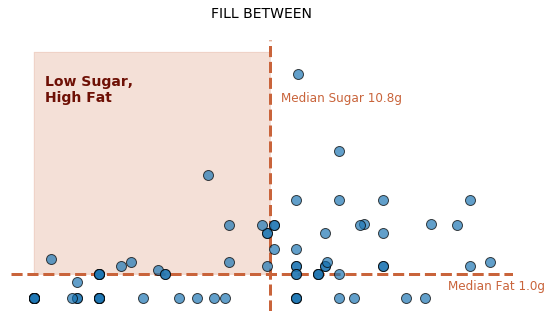 FILL BETWEEN
Low Sugar,
High Fat
Median Sugar 10.8g
Median Fat 1.0g